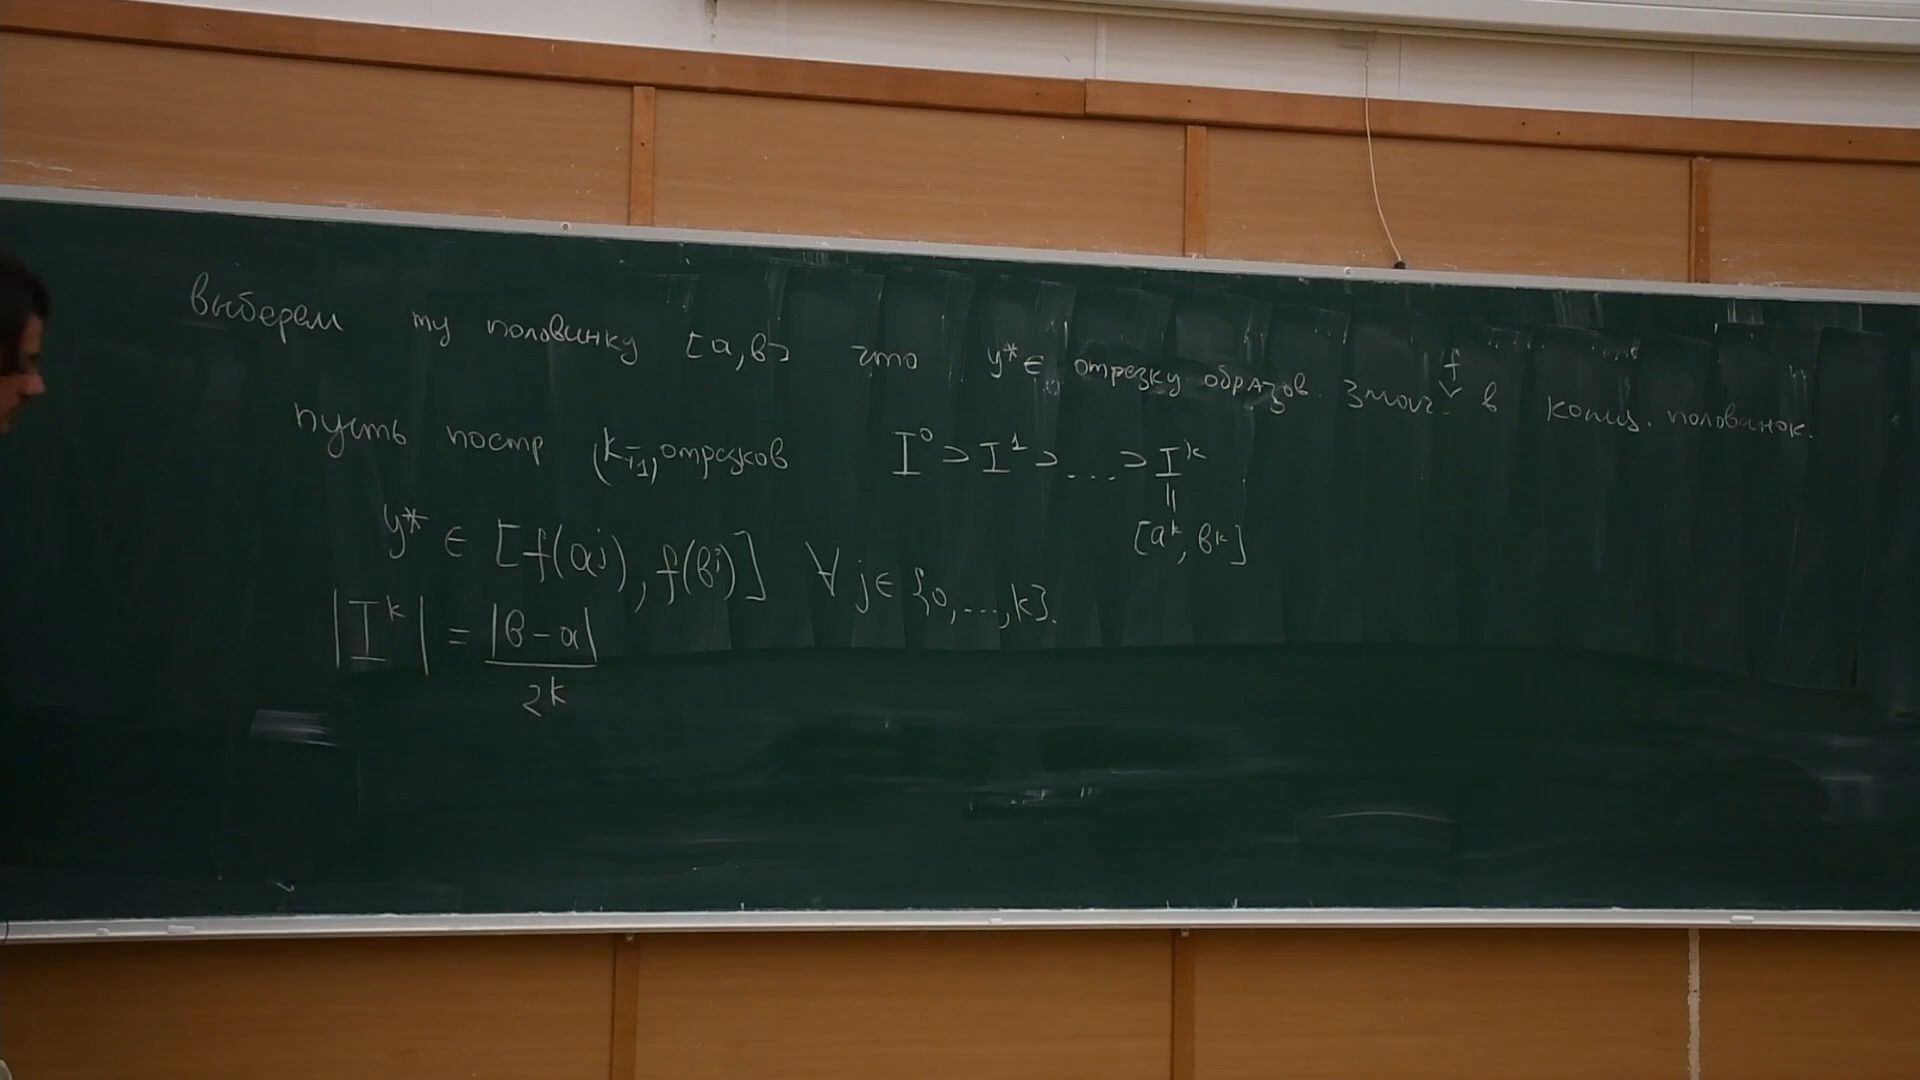 выберем ту половинку [a,b] что y* ∈ отрезку образов. Знач. f в конц. половинок.
пусть постр (k+1) отрезков I⁰ ⊃ I¹ ⊃ ... ⊃ Iᵏ
||
[aᵏ, bᵏ]
y* ∈ [f(aʲ), f(bʲ)] ∀ j ∈ {0,...,k}.
|Iᵏ| = |b-a| / 2ᵏ